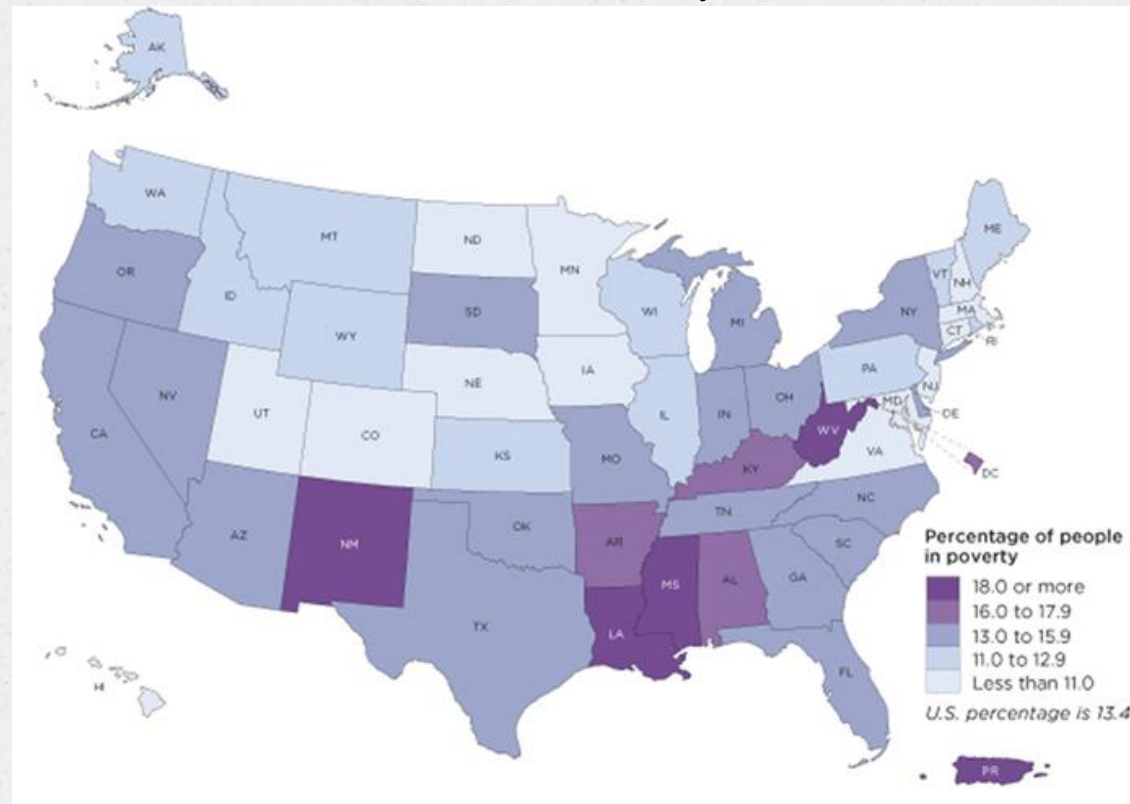 AK
WA
MT
ND
MN
ME
OR
ID
SD
WI
VT
NH
NY
MA
WY
MI
CT
RI
PA
NE
IA
NJ
NV
UT
OH
MD
DE
CO
IL
IN
CA
WV
KS
MO
VA
KY
DC
NC
AZ
NM
OK
TN
AR
SC
MS
AL
GA
TX
LA
FL
HI
PR
Percentage of people
in poverty
18.0 or more
16.0 to 17.9
13.0 to 15.9
11.0 to 12.9
Less than 11.0
U.S. percentage is 13.4